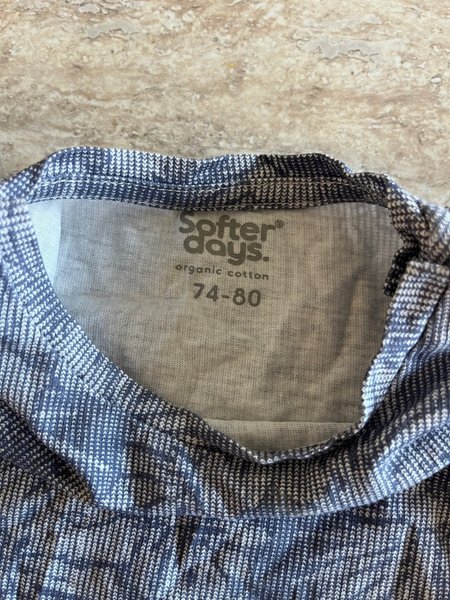 Softer®
days.
organic cotton
74-80